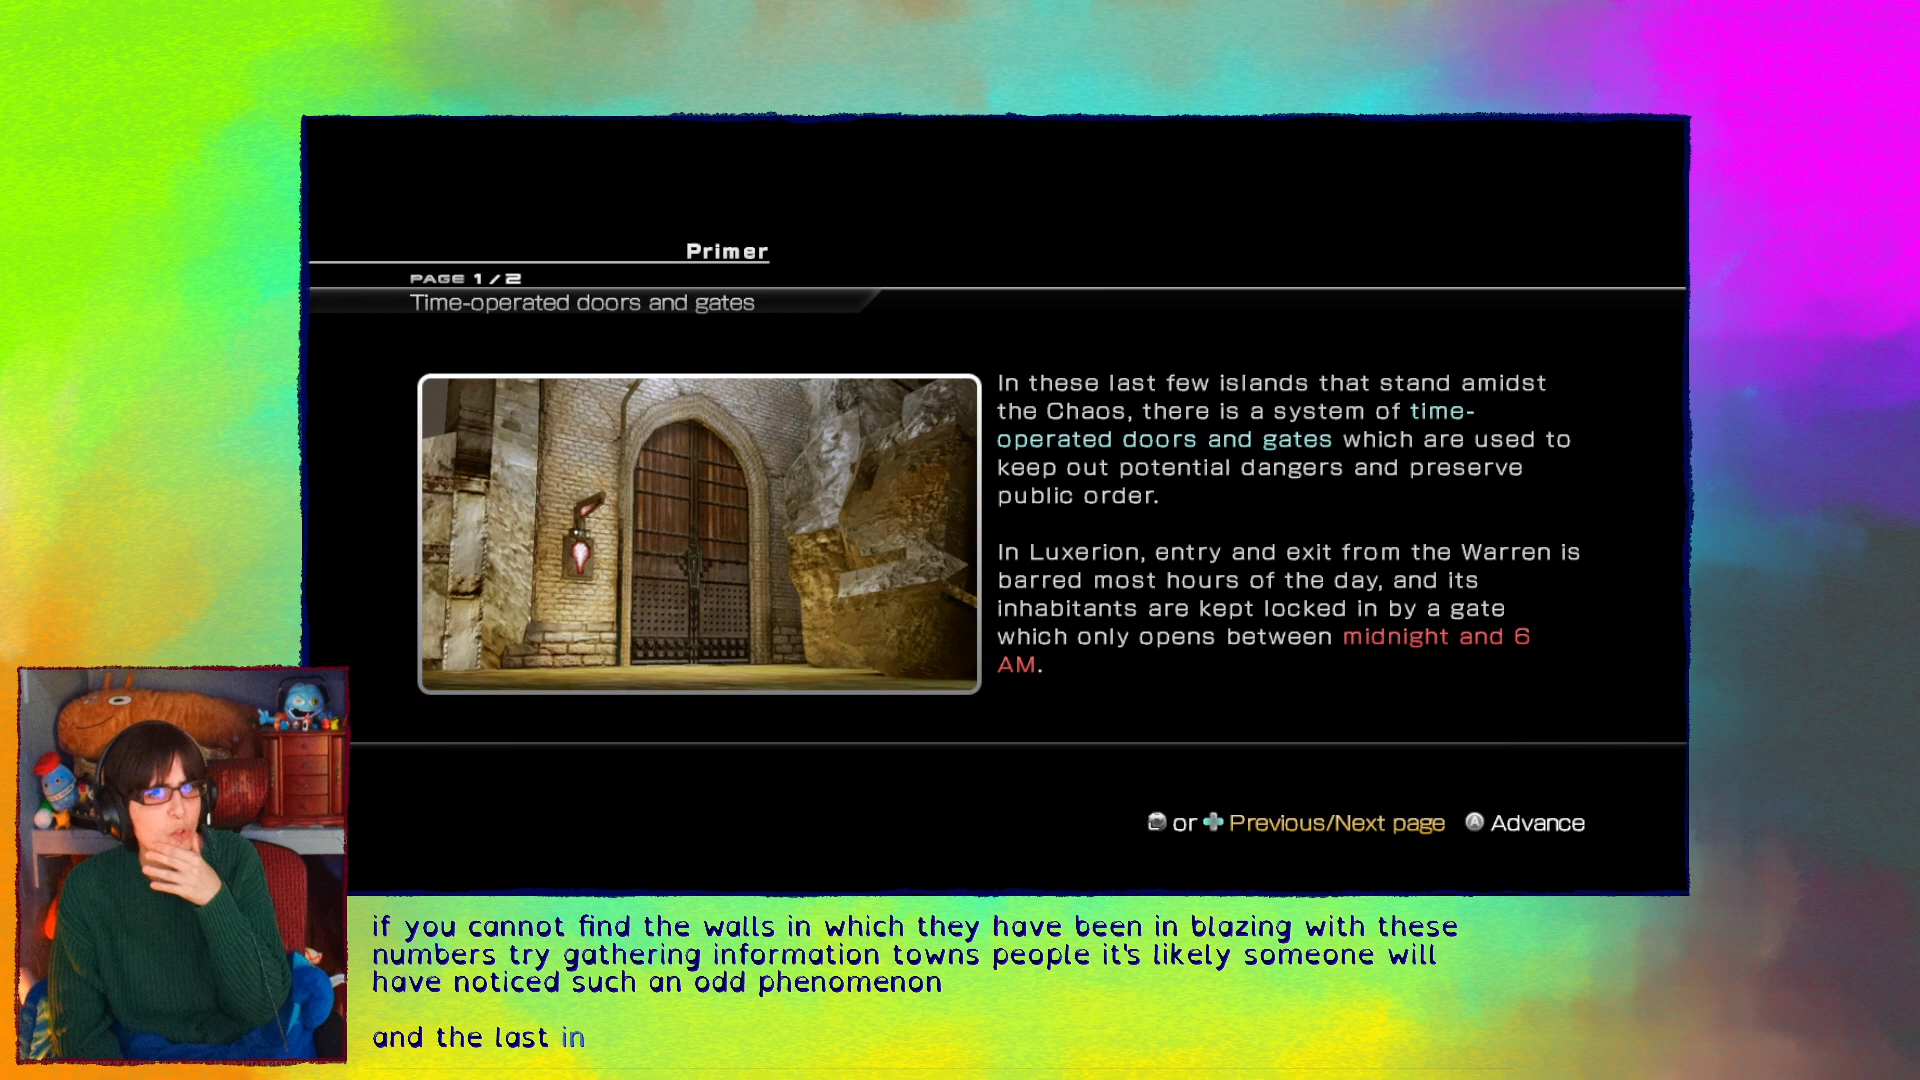 Primer
PAGE 1/2
Time-operated doors and gates
In these last few islands that stand amidst
the Chaos, there is a system of time-
operated doors and gates which are used to
keep out potential dangers and preserve
public order.
In Luxerion, entry and exit from the Warren is
barred most hours of the day, and its
inhabitants are kept locked in by a gate
which only opens between midnight and 6
AM.
or Previous/Next page A Advance
if you cannot find the walls in which they have been in blazing with these
numbers try gathering information towns people it's likely someone will
have noticed such an odd phenomenon
and the last in